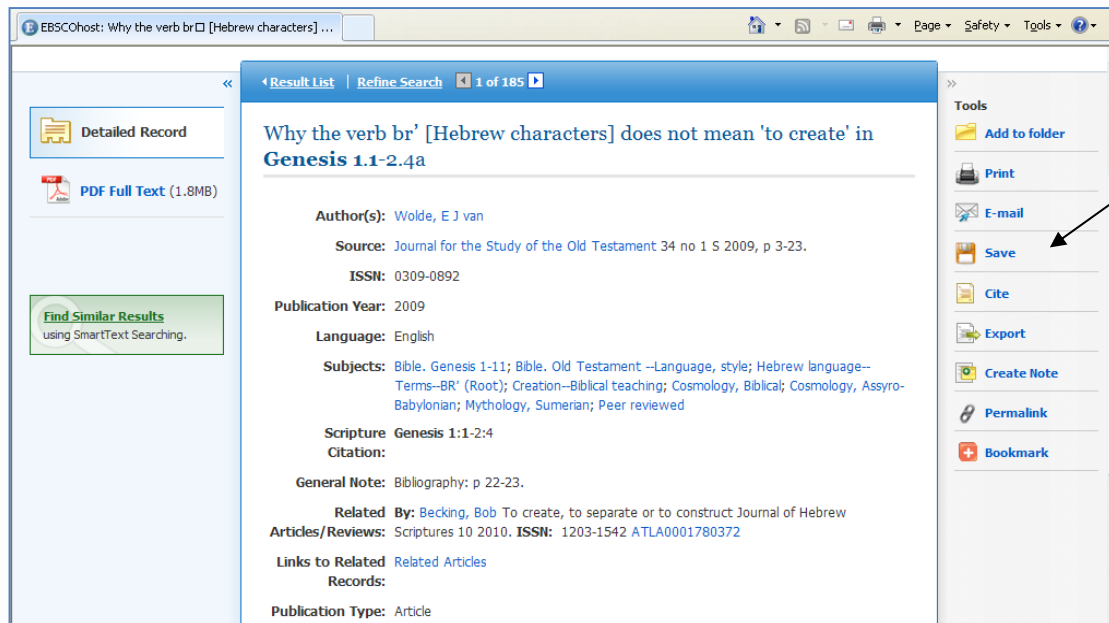 EBSCOhost: Why the verb br□ [Hebrew characters] ...
Page Safety Tools
«
Result List | Refine Search 1 of 185
»
Detailed Record
PDF Full Text (1.8MB)
Find Similar Results
using SmartText Searching.
Why the verb br’ [Hebrew characters] does not mean 'to create' in
Genesis 1.1-2.4a
Author(s): Wolde, E J van
Source: Journal for the Study of the Old Testament 34 no 1 S 2009, p 3-23.
ISSN: 0309-0892
Publication Year: 2009
Language: English
Subjects: Bible. Genesis 1-11; Bible. Old Testament --Language, style; Hebrew language--
Terms--BR' (Root); Creation--Biblical teaching; Cosmology, Biblical; Cosmology, Assyro-
Babylonian; Mythology, Sumerian; Peer reviewed
Scripture Genesis 1:1-2:4
Citation:
General Note: Bibliography: p 22-23.
Related By: Becking, Bob To create, to separate or to construct Journal of Hebrew
Articles/Reviews: Scriptures 10 2010. ISSN: 1203-1542 ATLA0001780372
Links to Related Related Articles
Records:
Publication Type: Article
Tools
Add to folder
Print
E-mail
Save
Cite
Export
Create Note
Permalink
Bookmark